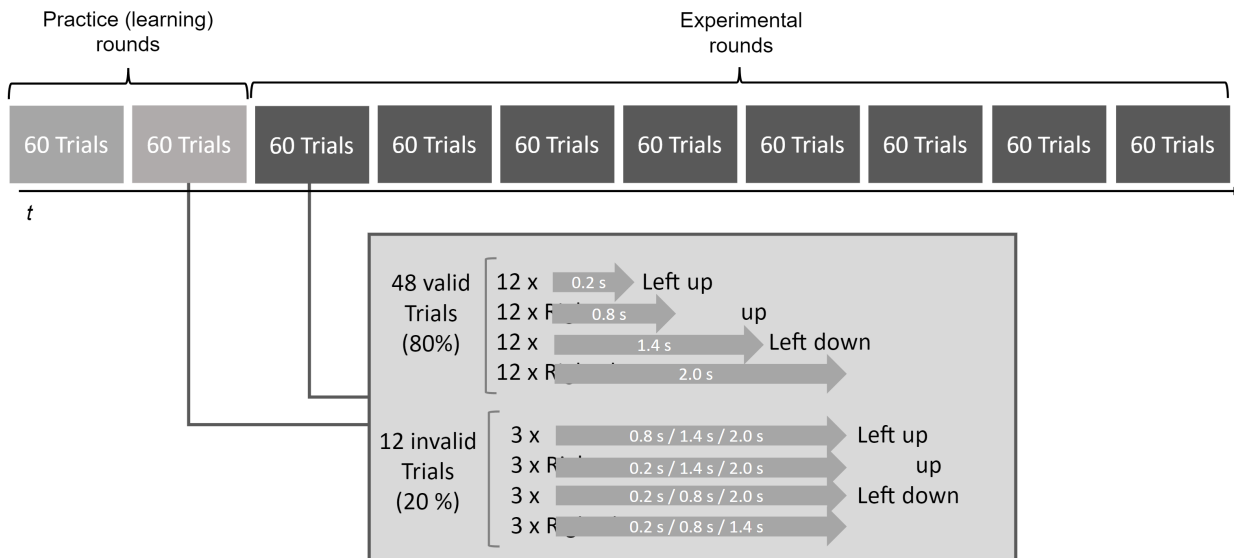 Practice (learning)
rounds
Experimental
rounds
60 Trials 60 Trials 60 Trials 60 Trials 60 Trials 60 Trials 60 Trials 60 Trials 60 Trials 60 Trials
t
48 valid
Trials
(80%)
12 x 0.2 s Left up
12 x 0.8 s up
12 x 1.4 s Left down
12 x 2.0 s
12 invalid
Trials
(20 %)
3 x 0.8 s / 1.4 s / 2.0 s Left up
3 x 0.2 s / 1.4 s / 2.0 s up
3 x 0.2 s / 0.8 s / 2.0 s Left down
3 x 0.2 s / 0.8 s / 1.4 s